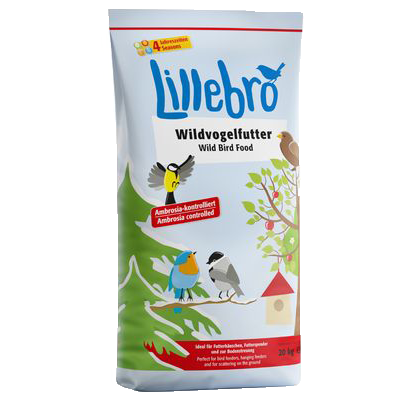 4 Jahreszeiten
Seasons
Lillebro
Wildvogelfutter
Wild Bird Food
Ambrosia-kontrolliert
Ambrosia controlled
Ideal für Futterhäuschen, Futterspender
und zur Bodenstreuung
Perfect for bird feeders, hanging feeders
and for scattering on the ground
20 kg e